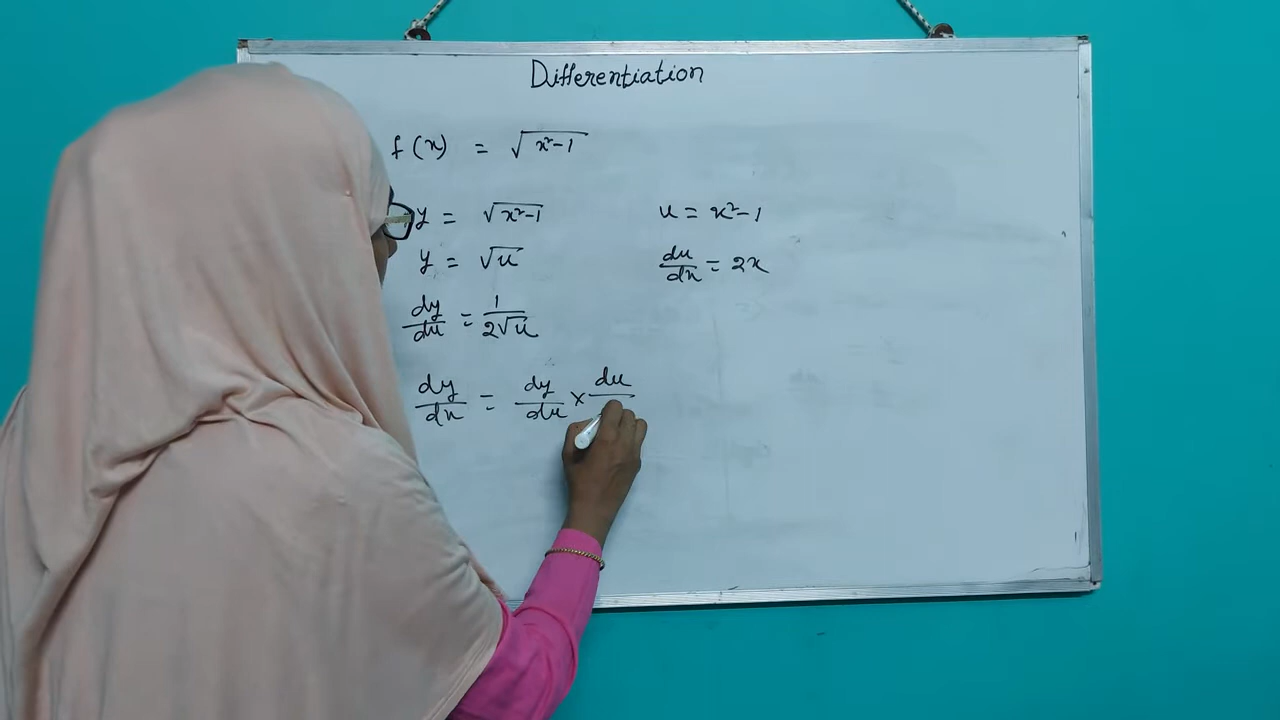 Differentiation
f(x) = √(x²-1)
y = √(x²-1)
u = x²-1
y = √u
du/dx = 2x
dy/du = 1/(2√u)
dy/dx = dy/du × du